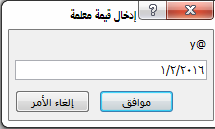 إدخال قيمة معلمة
y@
١/٢/٢٠١٦
موافق
إلغاء الأمر